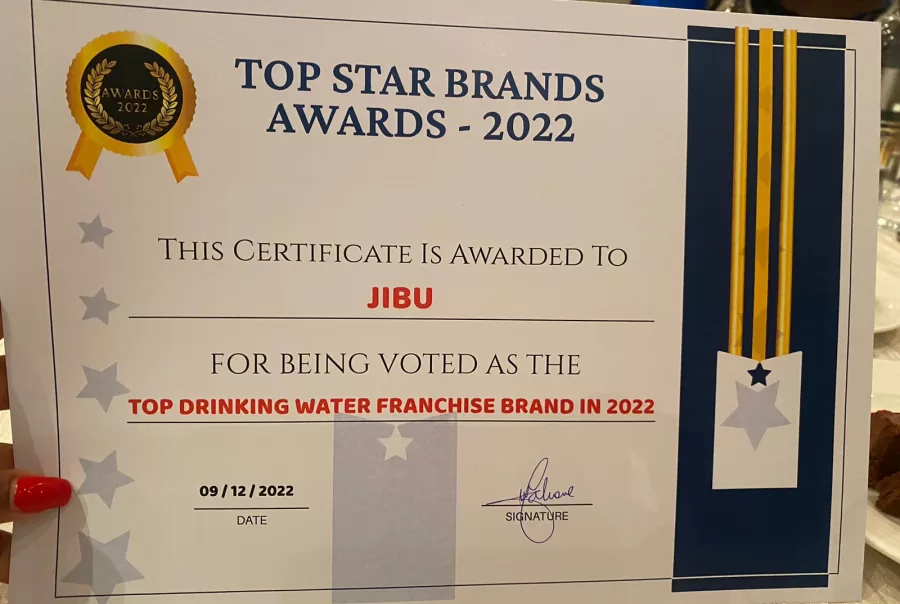 AWARDS
2022
TOP STAR BRANDS
AWARDS - 2022
THIS CERTIFICATE IS AWARDED TO
JIBU
FOR BEING VOTED AS THE
TOP DRINKING WATER FRANCHISE BRAND IN 2022
09 / 12 / 2022
DATE
SIGNATURE